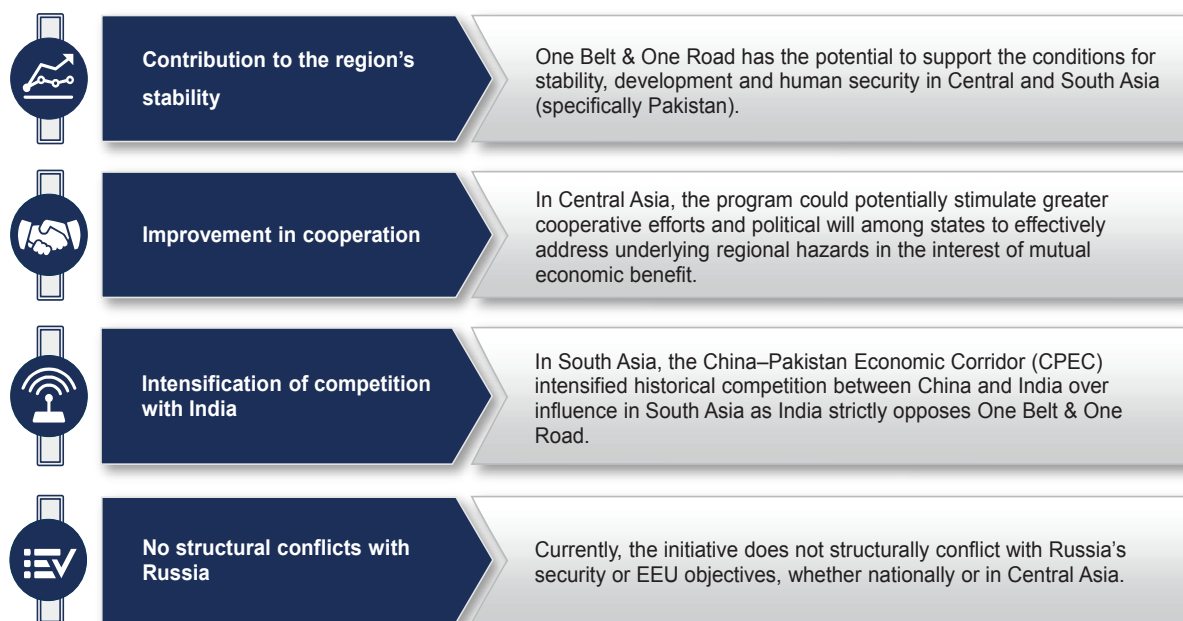 Contribution to the region’s
stability
One Belt & One Road has the potential to support the conditions for
stability, development and human security in Central and South Asia
(specifically Pakistan).
Improvement in cooperation
In Central Asia, the program could potentially stimulate greater
cooperative efforts and political will among states to effectively
address underlying regional hazards in the interest of mutual
economic benefit.
Intensification of competition
with India
In South Asia, the China–Pakistan Economic Corridor (CPEC)
intensified historical competition between China and India over
influence in South Asia as India strictly opposes One Belt & One
Road.
No structural conflicts with
Russia
Currently, the initiative does not structurally conflict with Russia’s
security or EEU objectives, whether nationally or in Central Asia.